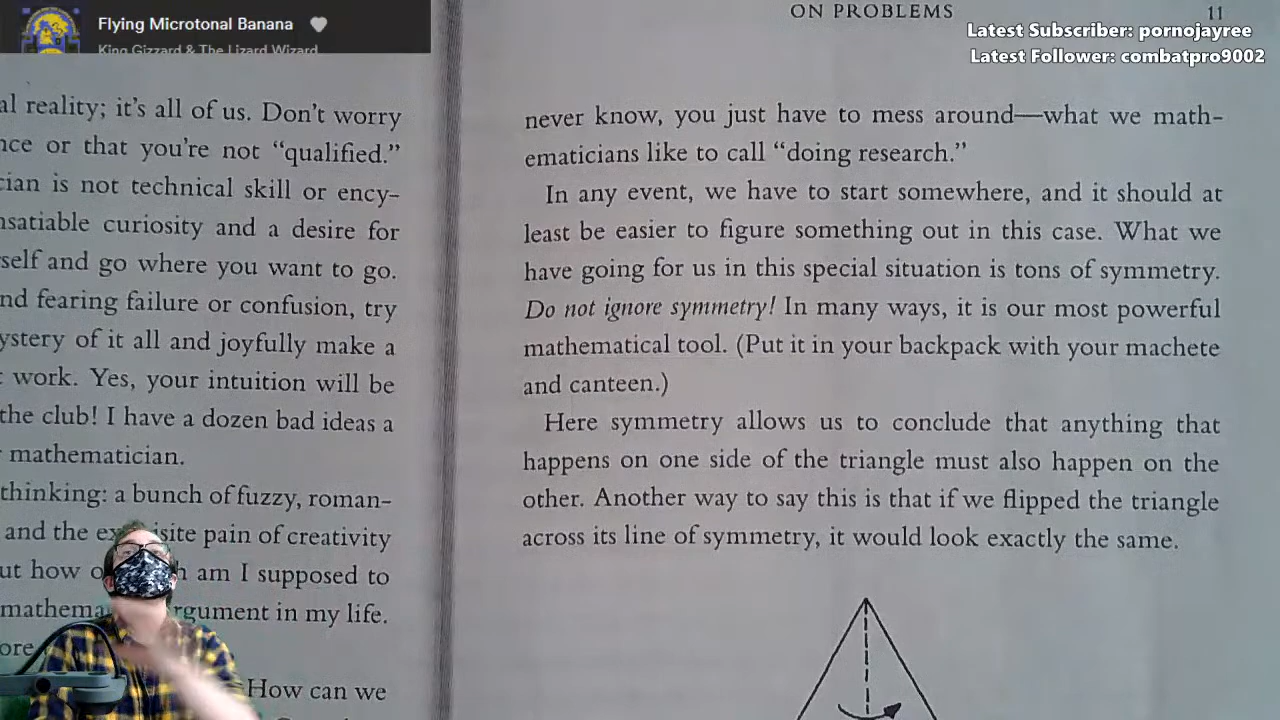 Flying Microtonal Banana
King Gizzard & The Lizard Wizard
Latest Subscriber: pornojayree
Latest Follower: combatpro9002
al reality; it's all of us. Don't worry
nce or that you're not “qualified.”
cian is not technical skill or ency-
nsatiable curiosity and a desire for
self and go where you want to go.
nd fearing failure or confusion, try
ystery of it all and joyfully make a
work. Yes, your intuition will be
the club! I have a dozen bad ideas a
mathematician.
thinking: a bunch of fuzzy, roman-
and the ex site pain of creativity
ut how o h am I supposed to
mathema rgument in my life.
ore
How can we
ON PROBLEMS 11
never know, you just have to mess around—what we math-
ematicians like to call “doing research.”
In any event, we have to start somewhere, and it should at
least be easier to figure something out in this case. What we
have going for us in this special situation is tons of symmetry.
Do not ignore symmetry! In many ways, it is our most powerful
mathematical tool. (Put it in your backpack with your machete
and canteen.)
Here symmetry allows us to conclude that anything that
happens on one side of the triangle must also happen on the
other. Another way to say this is that if we flipped the triangle
across its line of symmetry, it would look exactly the same.